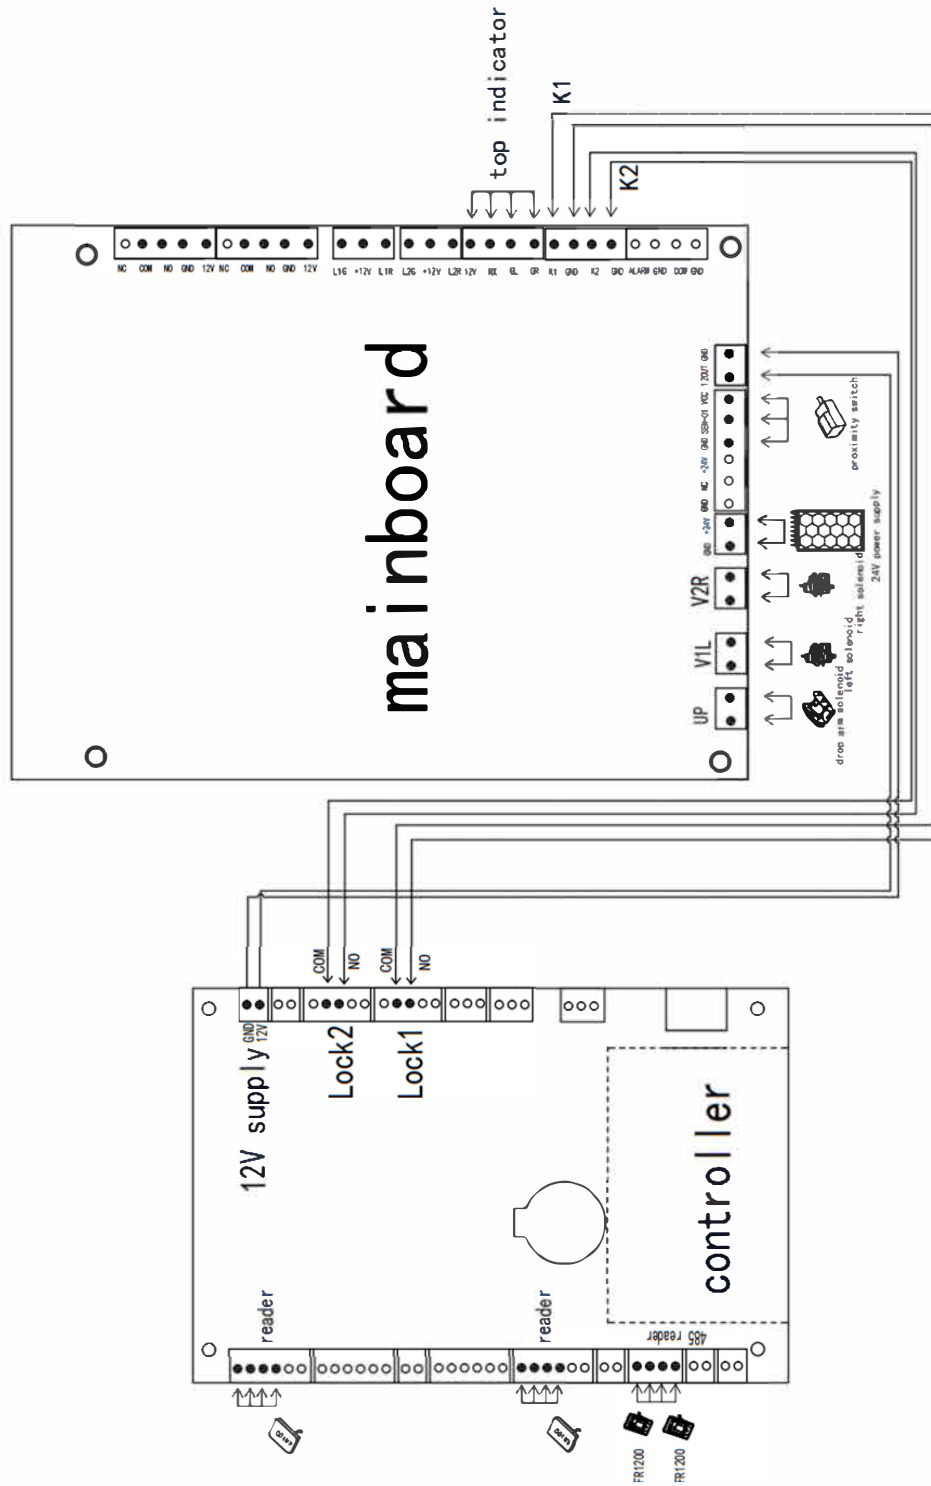 top indicator
K1
K2
NC COM NO GND 12V NC COM NO GND 12V L1G +12V L1R L2G +12V L2R 12V RX GL GR K1 GND K2 GND ALARM GND DOW GND
mainboard
GND +24V GND NC +24V GND SEN-O1 VCC 12OUT GND
UP
V1L
V2R
drop arm solenoid
left solenoid
right solenoid
24V power supply
proximity switch
COM
NO
COM
NO
GND
12V
12V supply
Lock2
Lock1
controller
reader
reader
485 reader
FR1200
FR1200